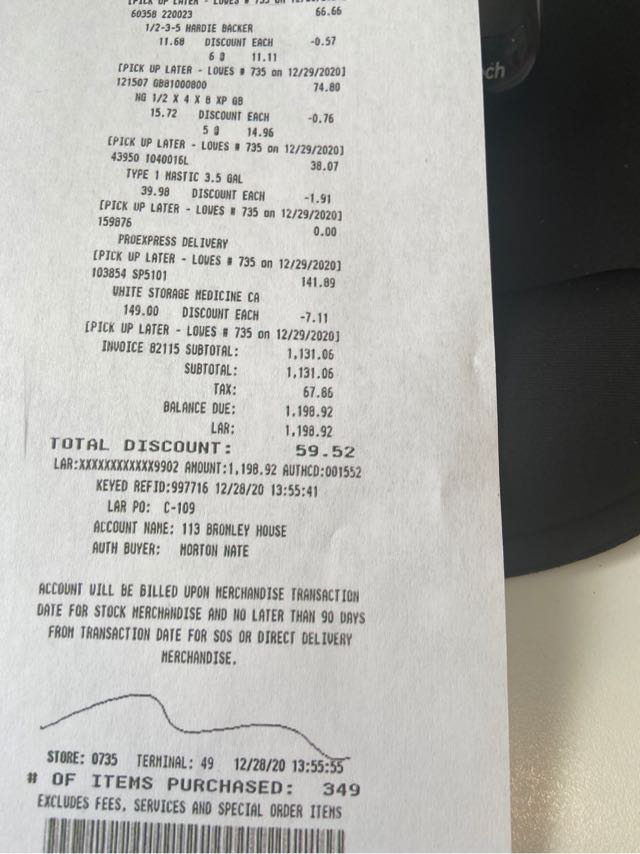 [PICK UP LATER - LOWES # 735 on 12/29/2020]
60358 220023 66.66
1/2-3-5 HARDIE BACKER
11.68 DISCOUNT EACH -0.57
6 @ 11.11
[PICK UP LATER - LOWES # 735 on 12/29/2020]
121507 GB81000800 74.80
NG 1/2 X 4 X 8 XP GB
15.72 DISCOUNT EACH -0.76
5 @ 14.96
[PICK UP LATER - LOWES # 735 on 12/29/2020]
43950 1040016L 38.07
TYPE 1 MASTIC 3.5 GAL
39.98 DISCOUNT EACH -1.91
[PICK UP LATER - LOWES # 735 on 12/29/2020]
159876 0.00
PROEXPRESS DELIVERY
[PICK UP LATER - LOWES # 735 on 12/29/2020]
103854 SP5101 141.89
WHITE STORAGE MEDICINE CA
149.00 DISCOUNT EACH -7.11
[PICK UP LATER - LOWES # 735 on 12/29/2020]
INVOICE 82115 SUBTOTAL: 1,131.06
SUBTOTAL: 1,131.06
TAX: 67.86
BALANCE DUE: 1,198.92
LAR: 1,198.92
TOTAL DISCOUNT: 59.52
LAR:XXXXXXXXXXXX9902 AMOUNT:1,198.92 AUTHCD:001552
KEYED REFID:997716 12/28/20 13:55:41
LAR PO: C-109
ACCOUNT NAME: 113 BROMLEY HOUSE
AUTH BUYER: MORTON NATE
ACCOUNT WILL BE BILLED UPON MERCHANDISE TRANSACTION
DATE FOR STOCK MERCHANDISE AND NO LATER THAN 90 DAYS
FROM TRANSACTION DATE FOR SOS OR DIRECT DELIVERY
MERCHANDISE.
STORE: 0735 TERMINAL: 49 12/28/20 13:55:55
# OF ITEMS PURCHASED: 349
EXCLUDES FEES, SERVICES AND SPECIAL ORDER ITEMS